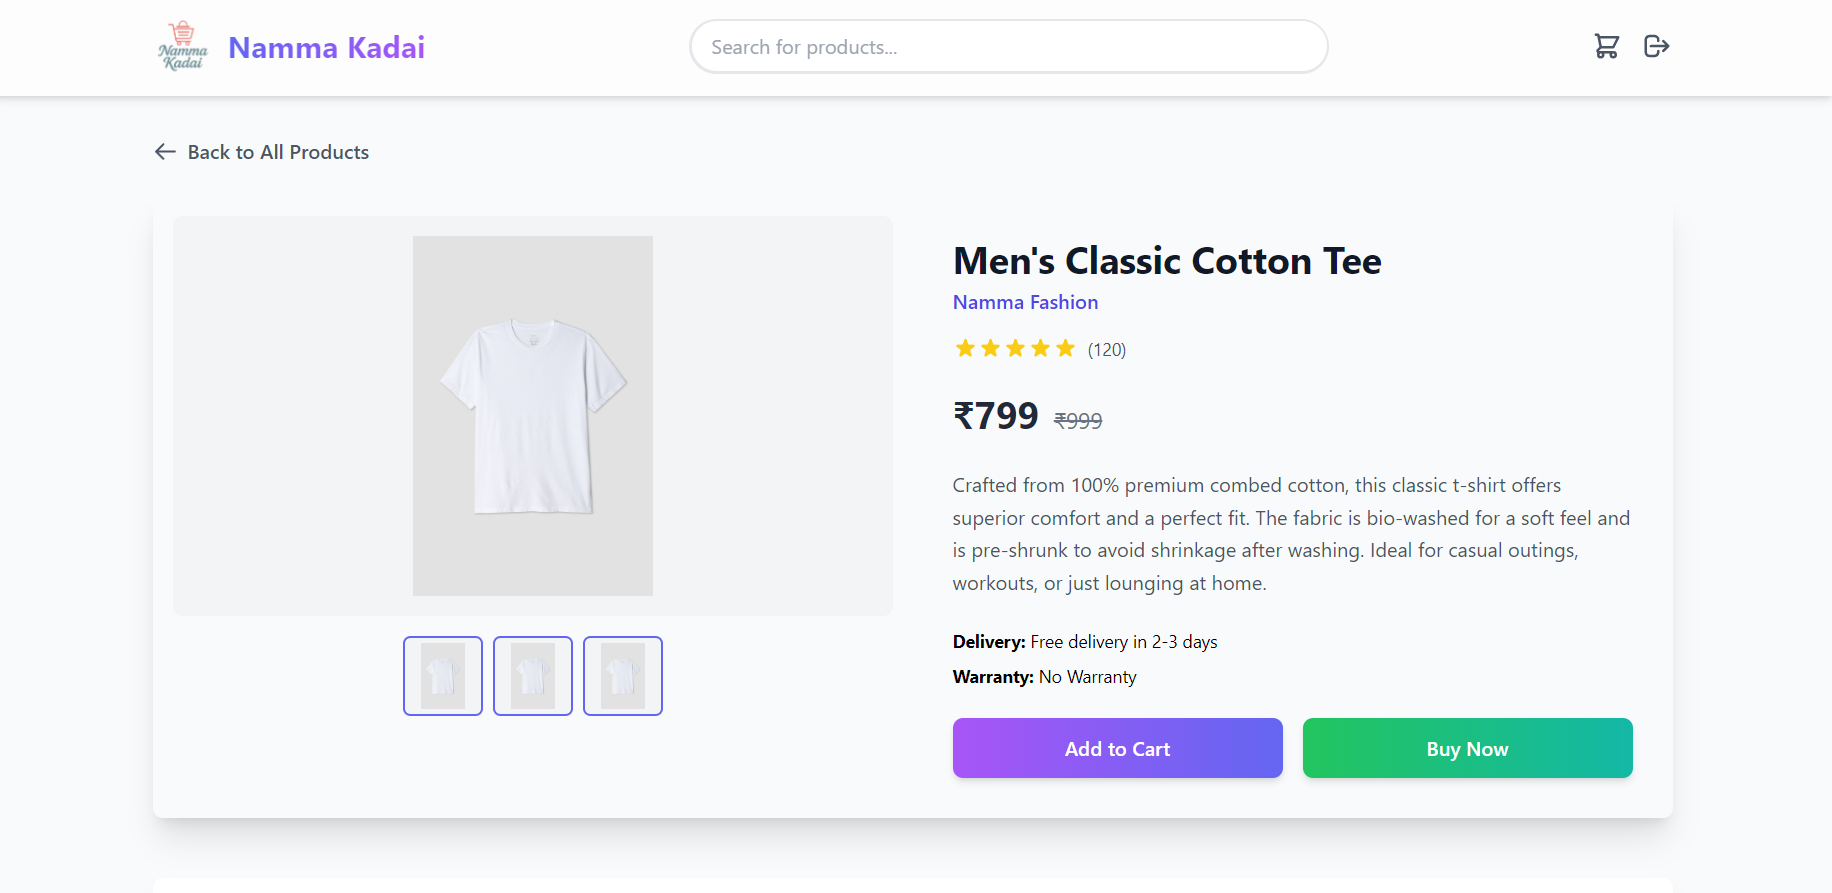 Namma
Kadai
Namma Kadai
Search for products...
Back to All Products
Men's Classic Cotton Tee
Namma Fashion
(120)
₹799 ₹999
Crafted from 100% premium combed cotton, this classic t-shirt offers
superior comfort and a perfect fit. The fabric is bio-washed for a soft feel and
is pre-shrunk to avoid shrinkage after washing. Ideal for casual outings,
workouts, or just lounging at home.
Delivery: Free delivery in 2-3 days
Warranty: No Warranty
Add to Cart
Buy Now